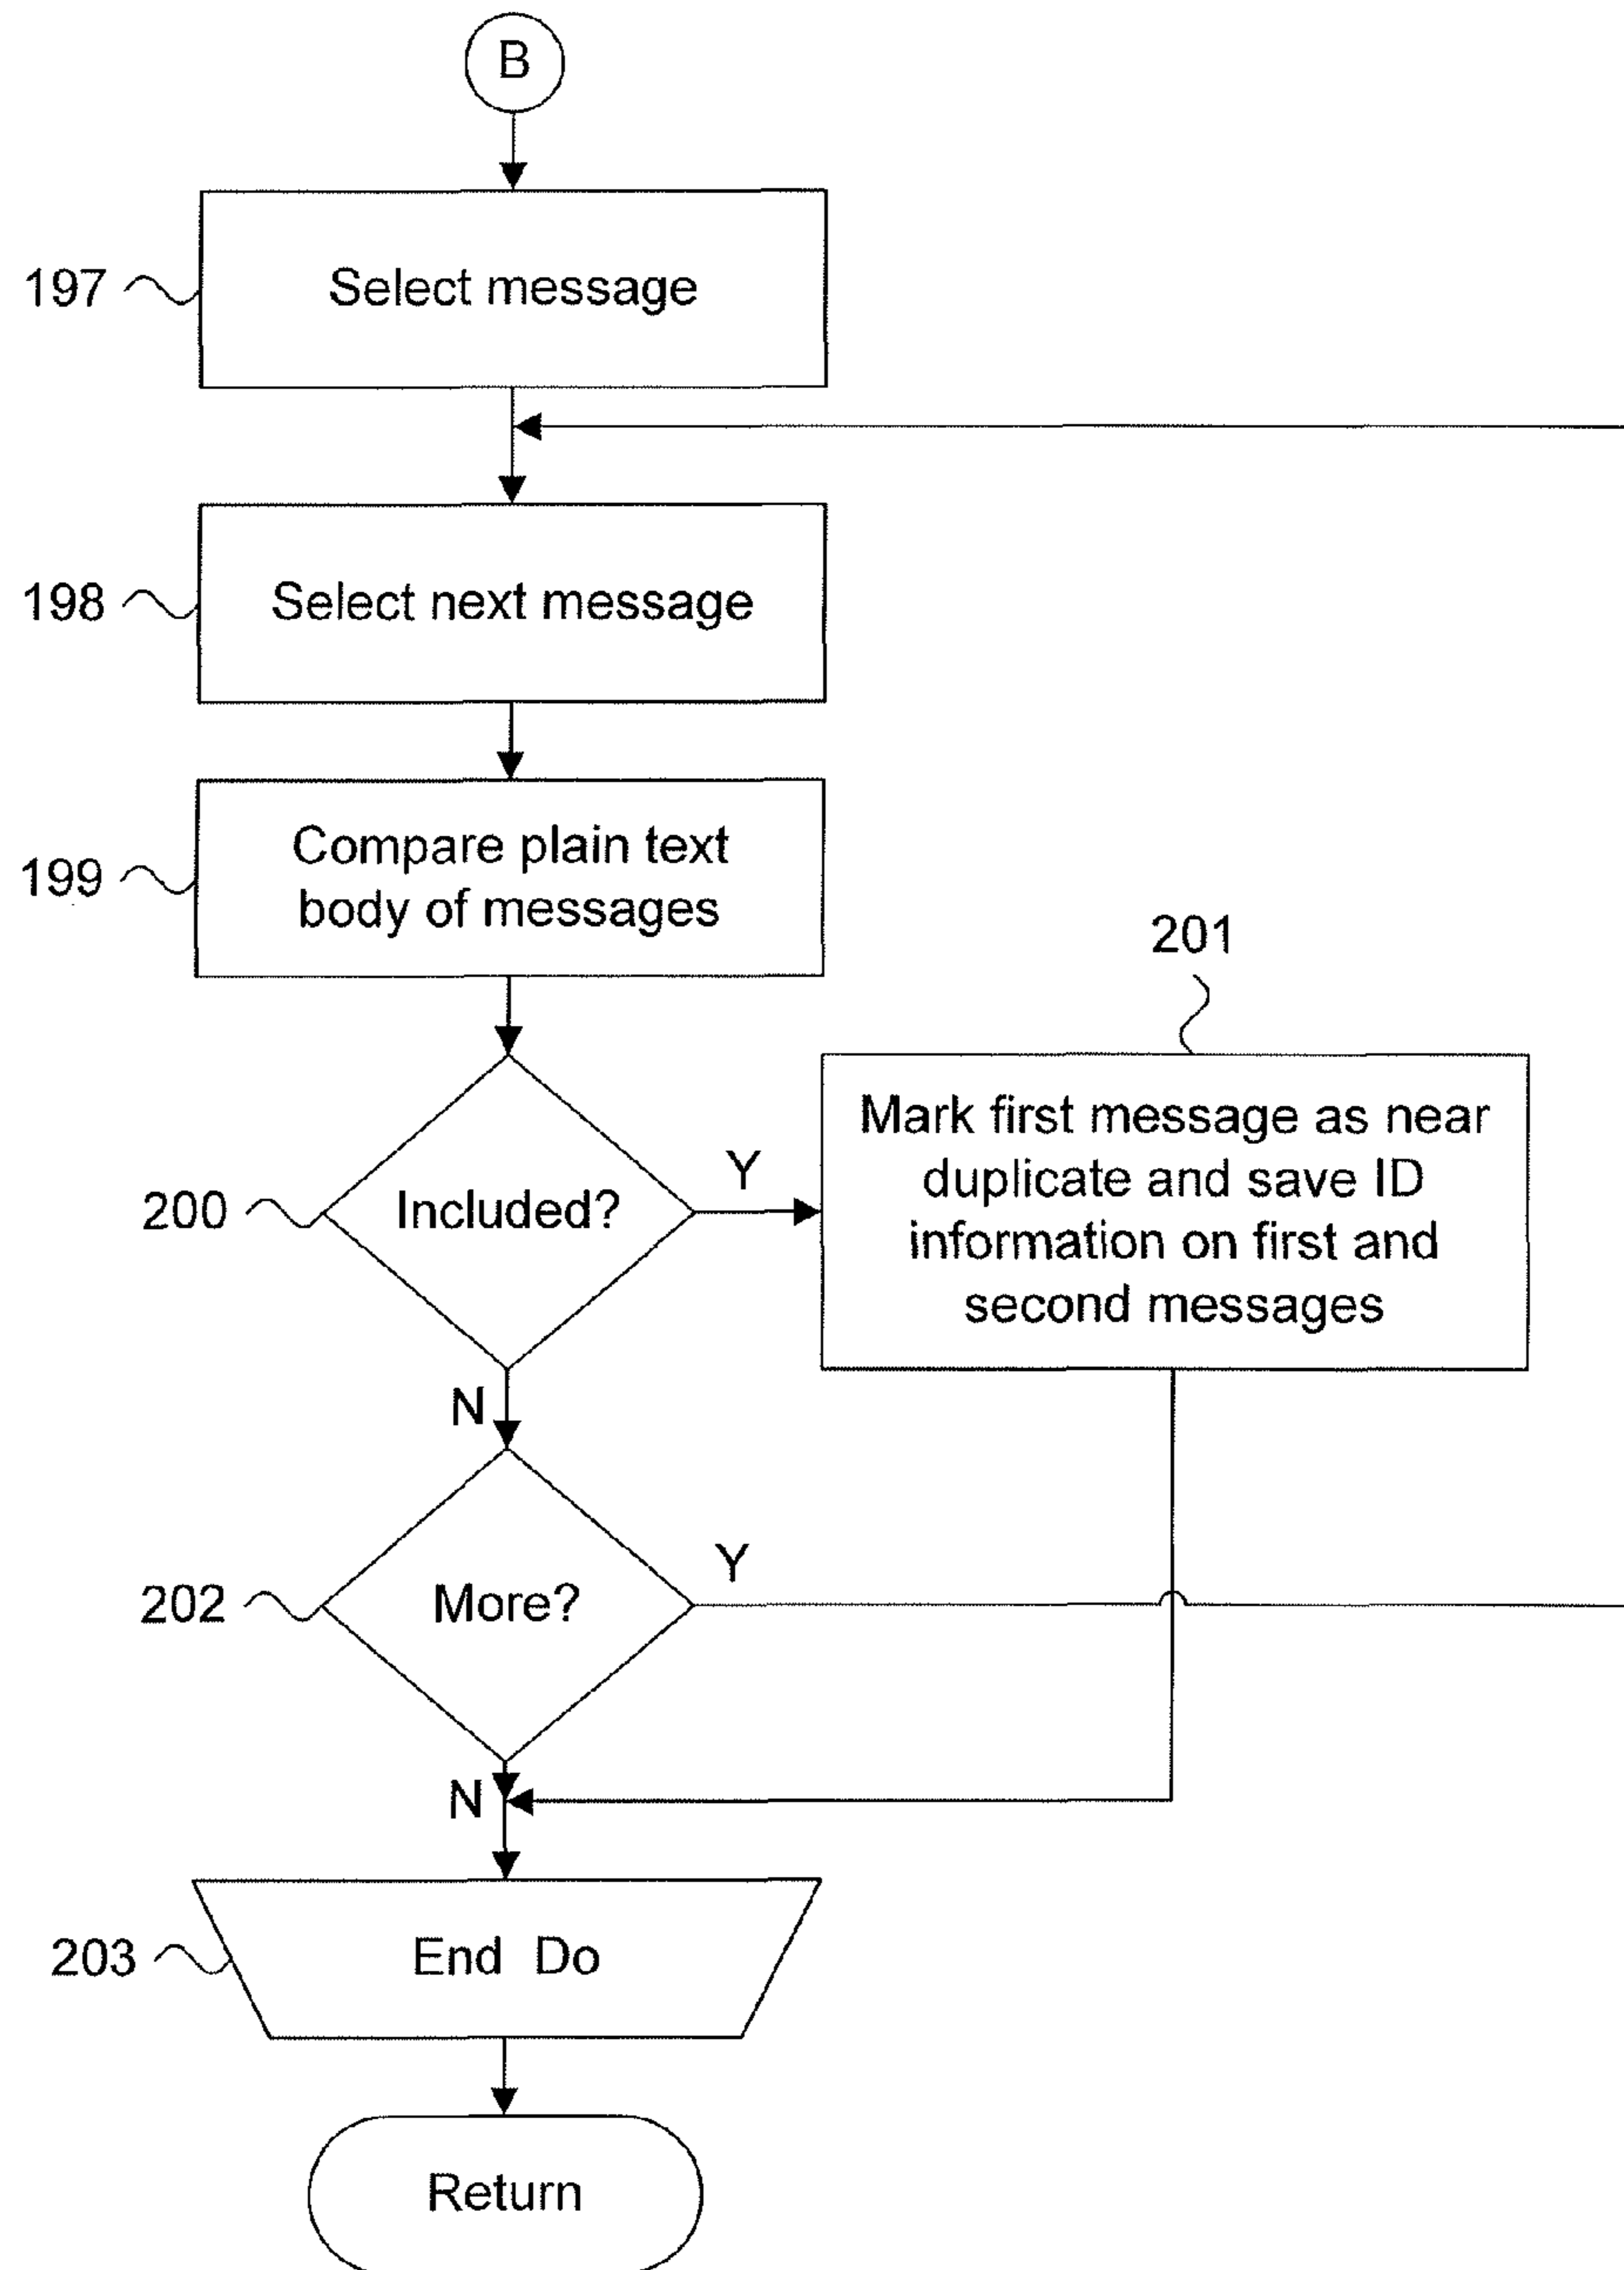 B
197
Select message
198
Select next message
199
Compare plain text
body of messages
201
200
Included?
Y
Mark first message as near
duplicate and save ID
information on first and
second messages
N
202
More?
Y
N
203
End Do
Return